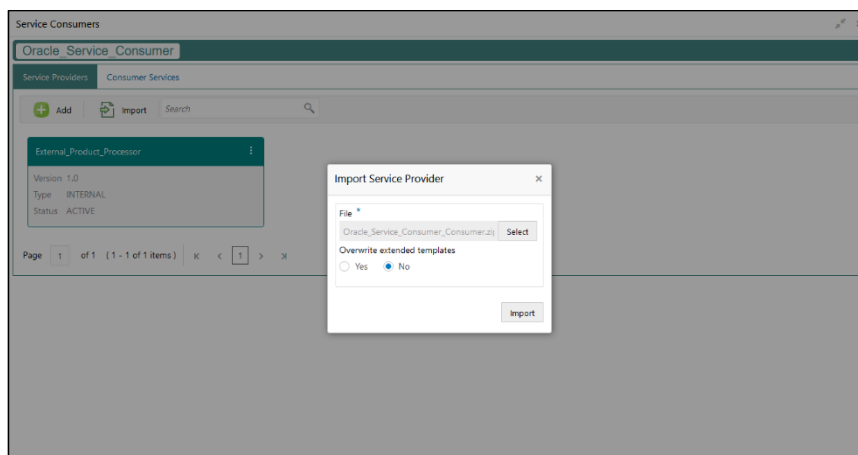 Service Consumers
Oracle_Service_Consumer
Service Providers Consumer Services
Add Import Search
External_Product_Processor
Version 1.0
Type INTERNAL
Status ACTIVE
Page 1 of 1 ( 1 - 1 of 1 items ) 1
Import Service Provider
File *
Oracle_Service_Consumer_Consumer.zip Select
Overwrite extended templates
Yes No
Import